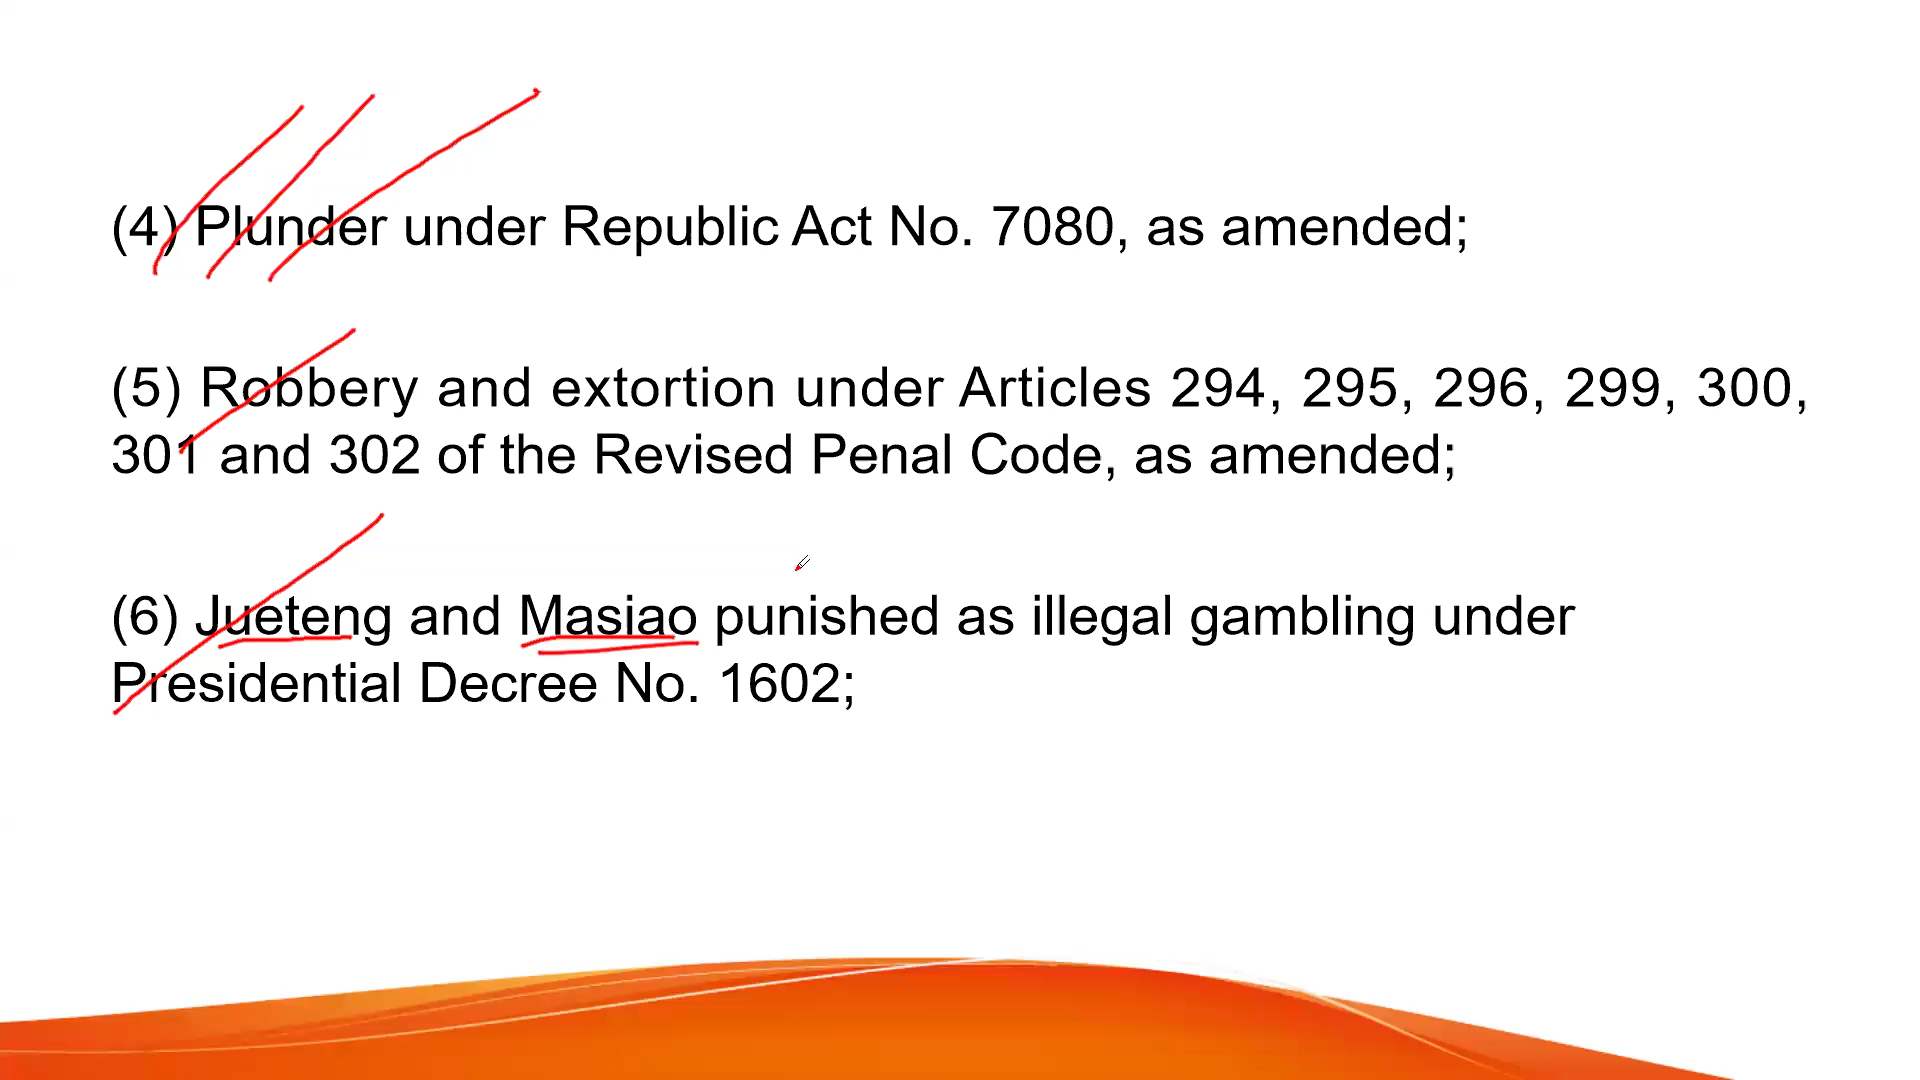 (4) Plunder under Republic Act No. 7080, as amended;
(5) Robbery and extortion under Articles 294, 295, 296, 299, 300,
301 and 302 of the Revised Penal Code, as amended;
(6) Jueteng and Masiao punished as illegal gambling under
Presidential Decree No. 1602;